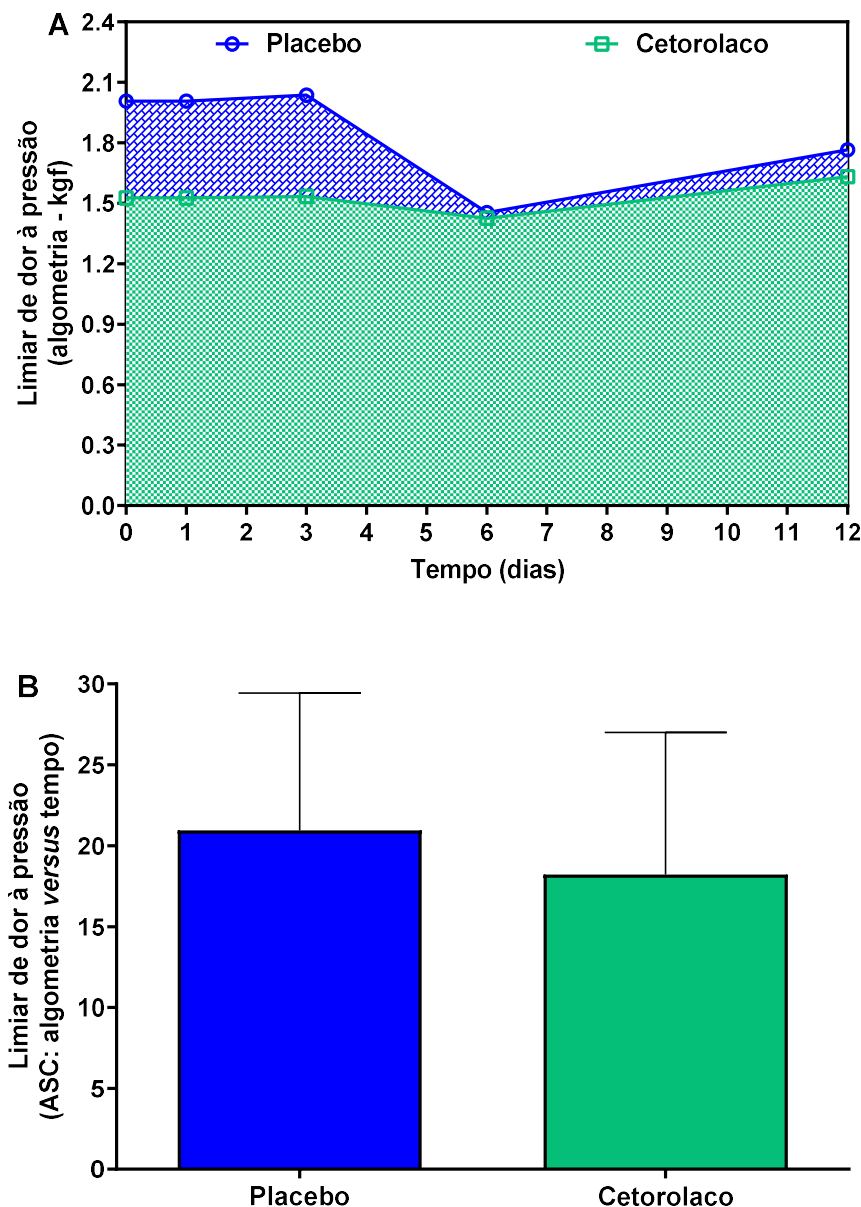 A
Placebo
Cetorolaco
2.4
2.1
1.8
1.5
1.2
0.9
0.6
0.3
0.0
Limiar de dor à pressão
(algometria - kgf)
0 1 2 3 4 5 6 7 8 9 10 11 12
Tempo (dias)
B
30
25
20
15
10
5
0
Limiar de dor à pressão
(ASC: algometria versus tempo)
Placebo
Cetorolaco